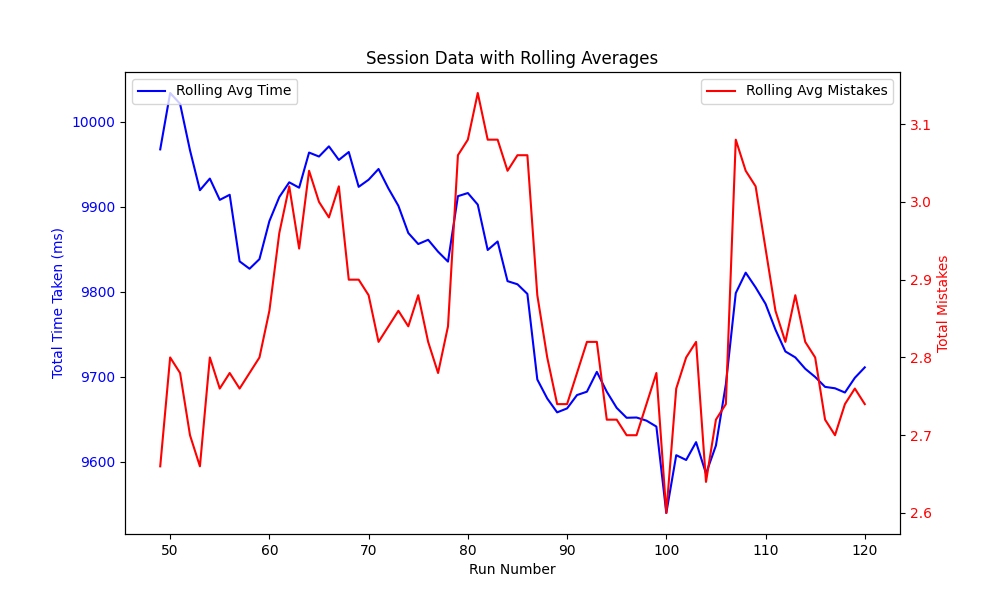 Session Data with Rolling Averages
Rolling Avg Time
Rolling Avg Mistakes
10000
9900
9800
9700
9600
Total Time Taken (ms)
3.1
3.0
2.9
2.8
2.7
2.6
Total Mistakes
50 60 70 80 90 100 110 120
Run Number